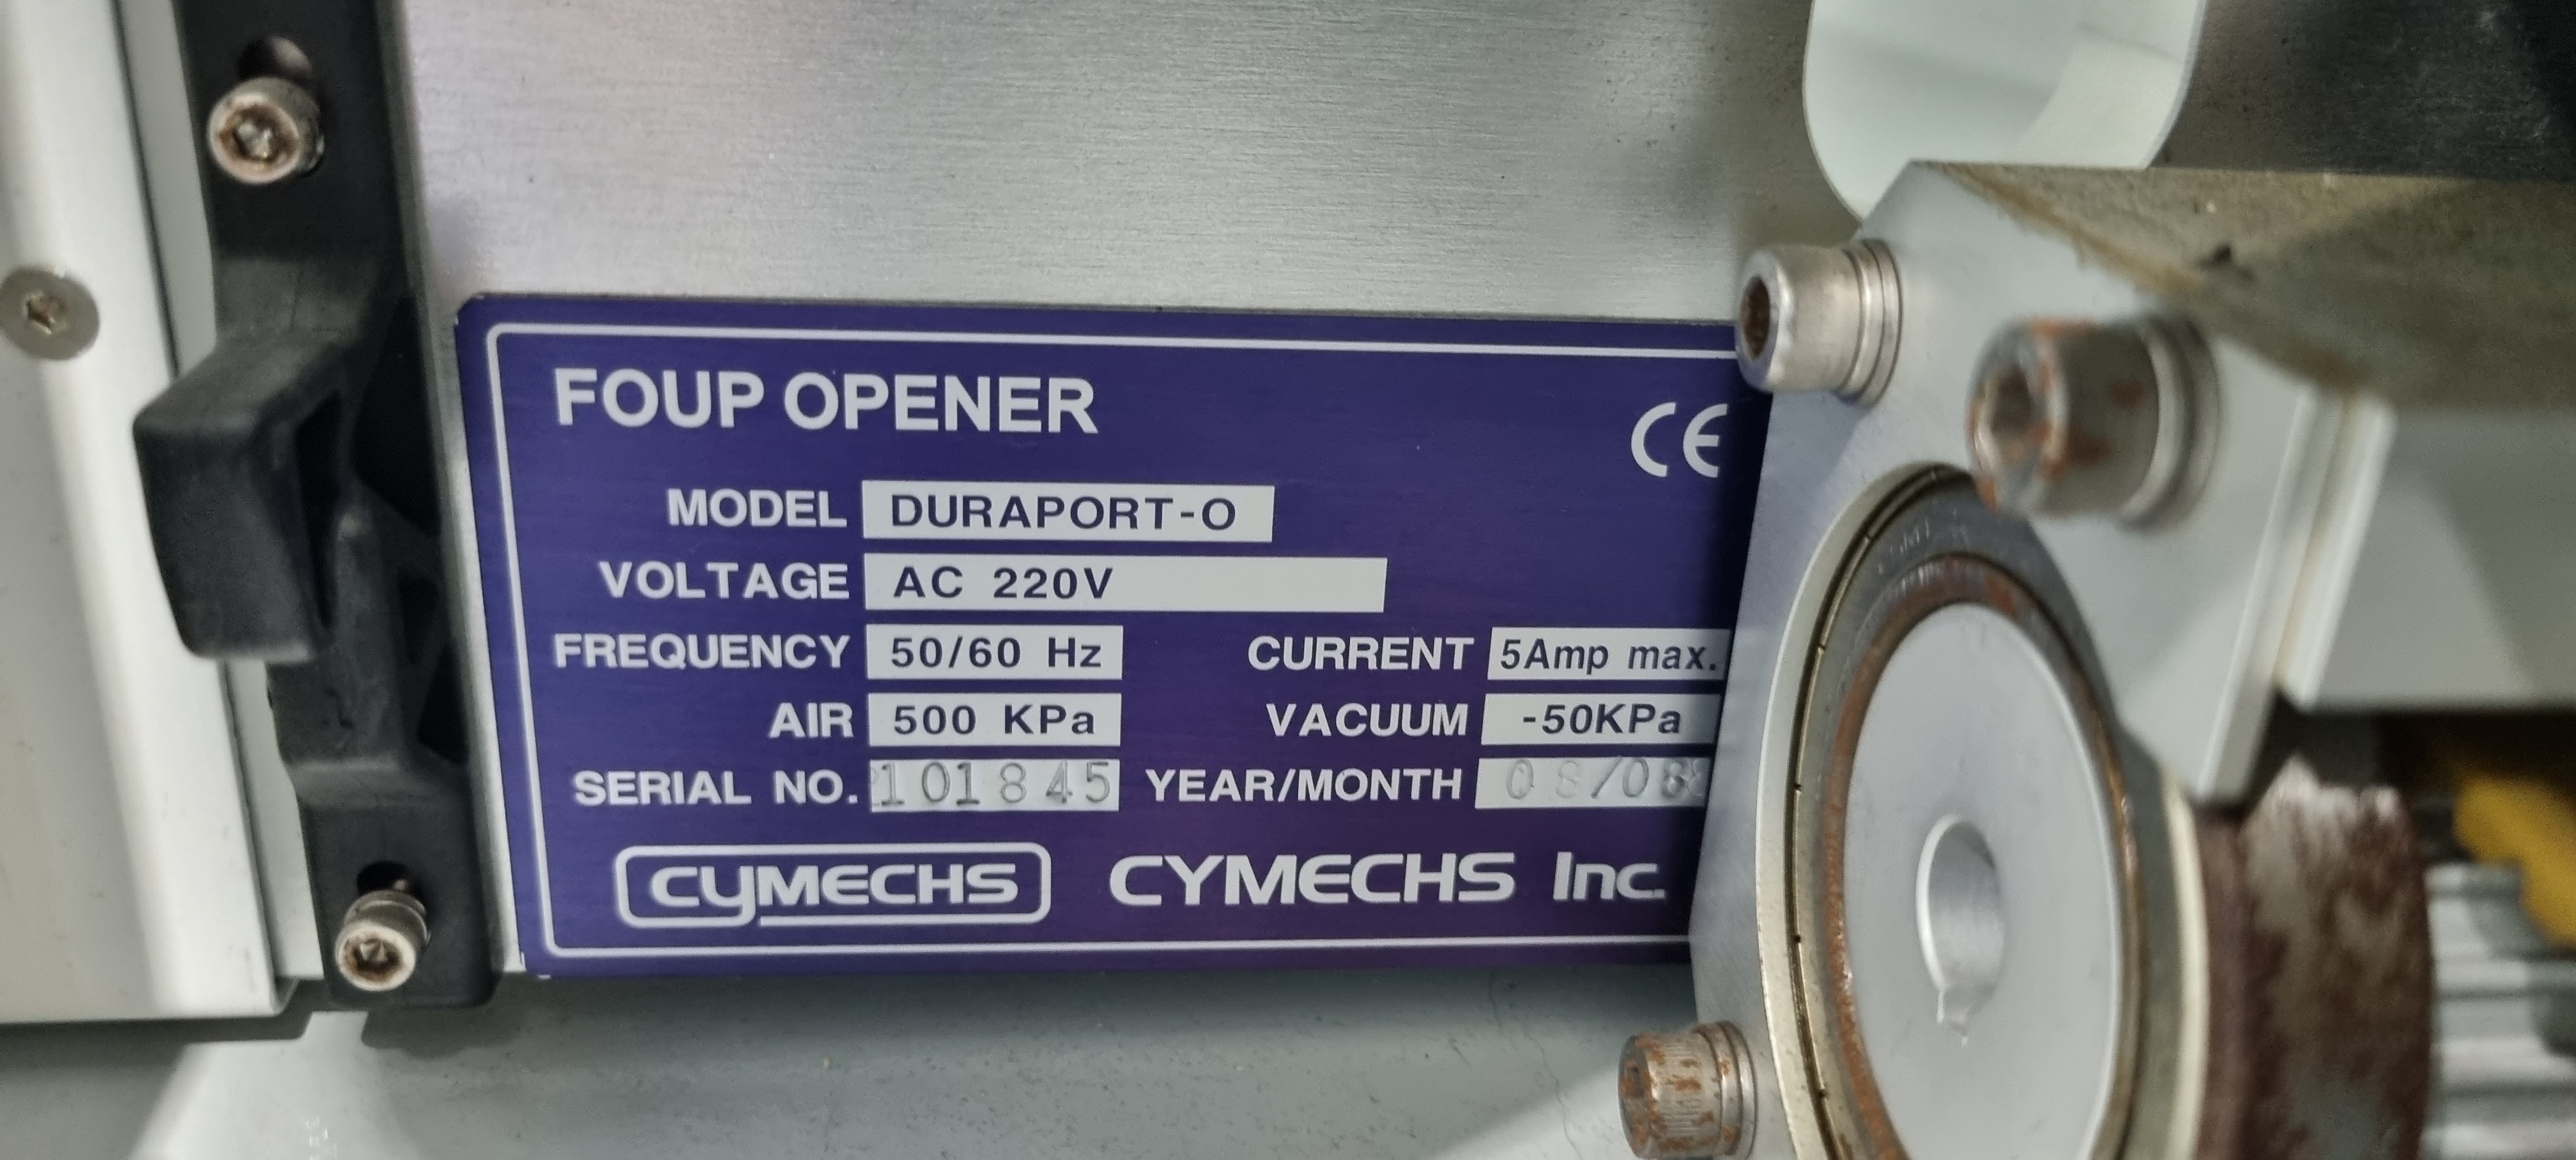 FOUP OPENER
CE
MODEL DURAPORT-O
VOLTAGE AC 220V
FREQUENCY 50/60 Hz CURRENT 5Amp max.
AIR 500 KPa VACUUM -50KPa
SERIAL NO. 101845 YEAR/MONTH
CYMECHS CYMECHS Inc.